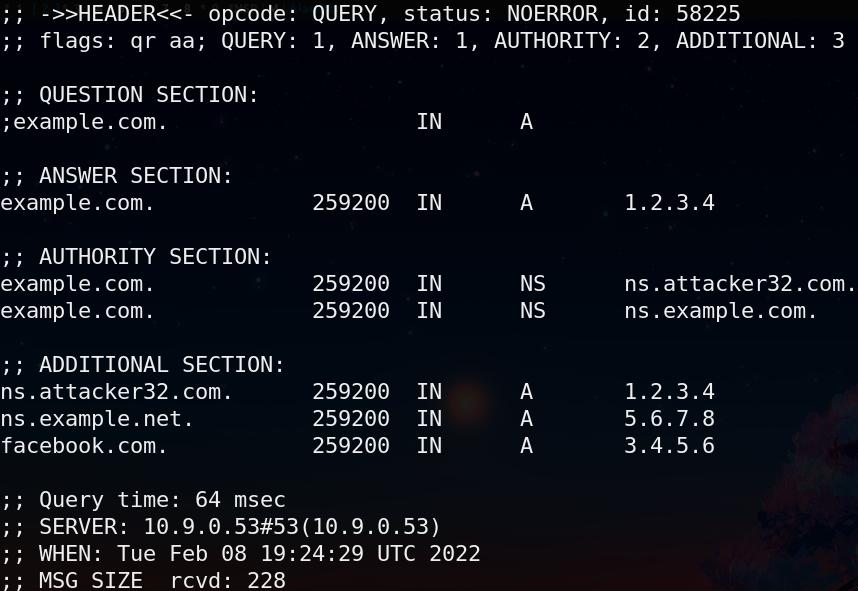 ;; ->>HEADER<<- opcode: QUERY, status: NOERROR, id: 58225
;; flags: qr aa; QUERY: 1, ANSWER: 1, AUTHORITY: 2, ADDITIONAL: 3
;; QUESTION SECTION:
;example.com. IN A
;; ANSWER SECTION:
example.com. 259200 IN A 1.2.3.4
;; AUTHORITY SECTION:
example.com. 259200 IN NS ns.attacker32.com.
example.com. 259200 IN NS ns.example.com.
;; ADDITIONAL SECTION:
ns.attacker32.com. 259200 IN A 1.2.3.4
ns.example.net. 259200 IN A 5.6.7.8
facebook.com. 259200 IN A 3.4.5.6
;; Query time: 64 msec
;; SERVER: 10.9.0.53#53(10.9.0.53)
;; WHEN: Tue Feb 08 19:24:29 UTC 2022
;; MSG SIZE rcvd: 228